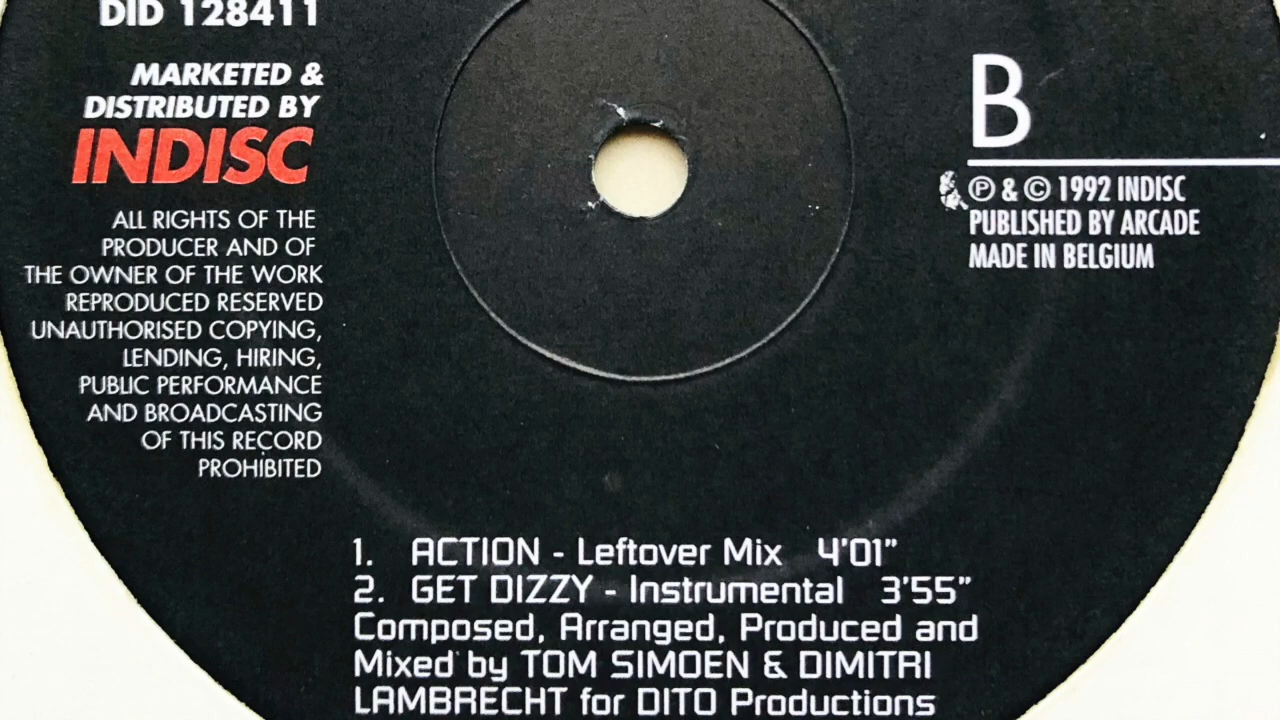 DID 128411
MARKETED &
DISTRIBUTED BY
INDISC
ALL RIGHTS OF THE
PRODUCER AND OF
THE OWNER OF THE WORK
REPRODUCED RESERVED
UNAUTHORISED COPYING,
LENDING, HIRING,
PUBLIC PERFORMANCE
AND BROADCASTING
OF THIS RECORD
PROHIBITED
B
Ⓟ & © 1992 INDISC
PUBLISHED BY ARCADE
MADE IN BELGIUM
1. ACTION - Leftover Mix 4'01"
2. GET DIZZY - Instrumental 3'55"
Composed, Arranged, Produced and
Mixed by TOM SIMOEN & DIMITRI
LAMBRECHT for DITO Productions